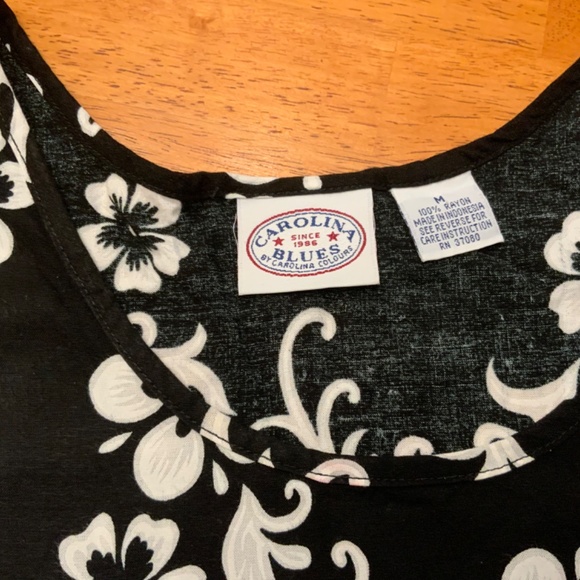 CAROLINA
SINCE
1986
BLUES
BY CAROLINA COLOURS
M
100% RAYON
MADE IN INDONESIA
SEE REVERSE FOR
CARE INSTRUCTION
RN 37080